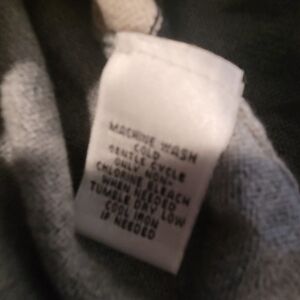 MACHINE WASH
COLD
GENTLE CYCLE
ONLY NON-
CHLORINE BLEACH
WHEN NEEDED
TUMBLE DRY LOW
COOL IRON
IF NEEDED